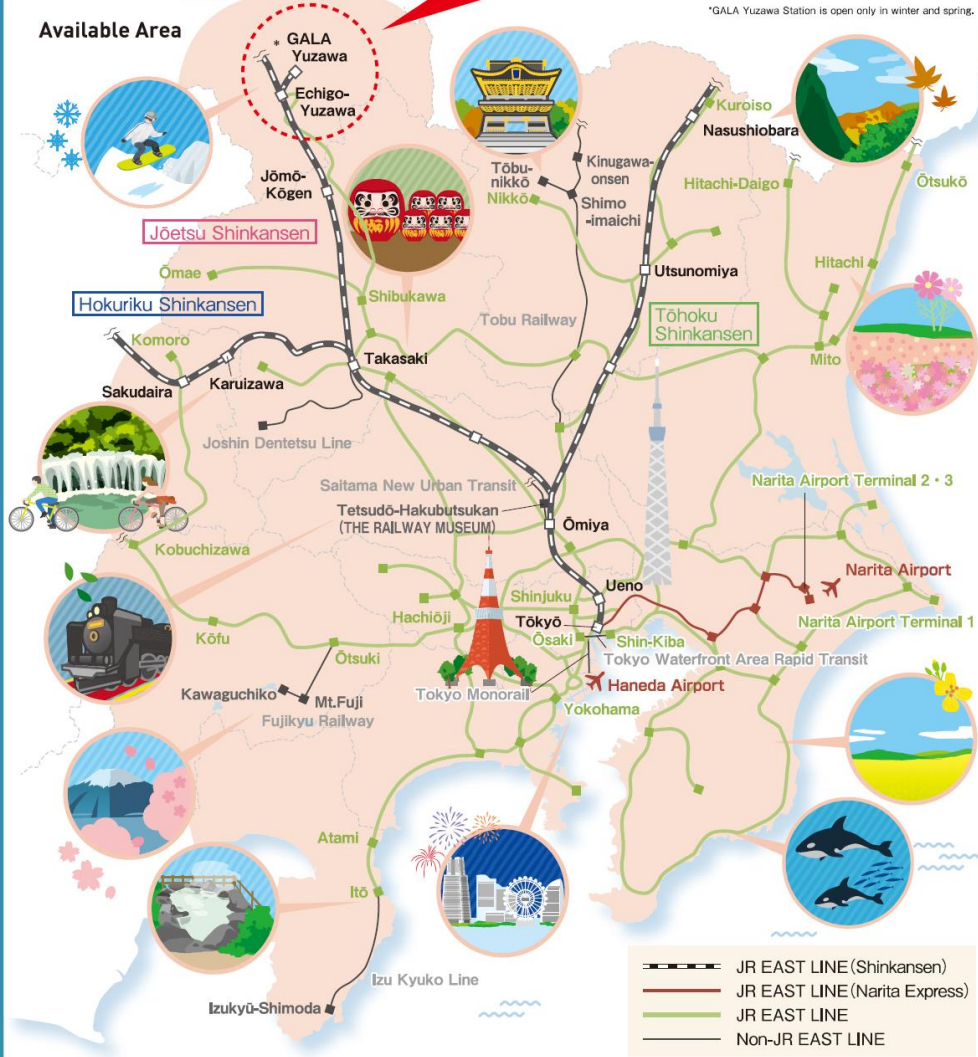 *GALA Yuzawa Station is open only in winter and spring.
Available Area
* GALA
Yuzawa
Echigo-
Yuzawa
Kuroiso
Nasushiobara
Jōmō-
Kōgen
Tōbu-
nikkō
Nikkō
Kinugawa-
onsen
Shimo
-imaichi
Hitachi-Daigo
Ōtsukō
Jōetsu Shinkansen
Ōmae
Utsunomiya
Hitachi
Hokuriku Shinkansen
Shibukawa
Tobu Railway
Tōhoku
Shinkansen
Komoro
Takasaki
Mito
Sakudaira
Karuizawa
Joshin Dentetsu Line
Saitama New Urban Transit
Narita Airport Terminal 2・3
Tetsudō-Hakubutsukan
(THE RAILWAY MUSEUM)
Ōmiya
Kobuchizawa
Ueno
Narita Airport
Shinjuku
Hachiōji
Tōkyō
Kōfu
Ōsaki
Shin-Kiba
Narita Airport Terminal 1
Ōtsuki
Tokyo Waterfront Area Rapid Transit
Kawaguchiko
Mt.Fuji
Tokyo Monorail
Haneda Airport
Fujikyu Railway
Yokohama
Atami
Itō
Izu Kyuko Line
Izukyū-Shimoda
JR EAST LINE(Shinkansen)
JR EAST LINE(Narita Express)
JR EAST LINE
Non-JR EAST LINE